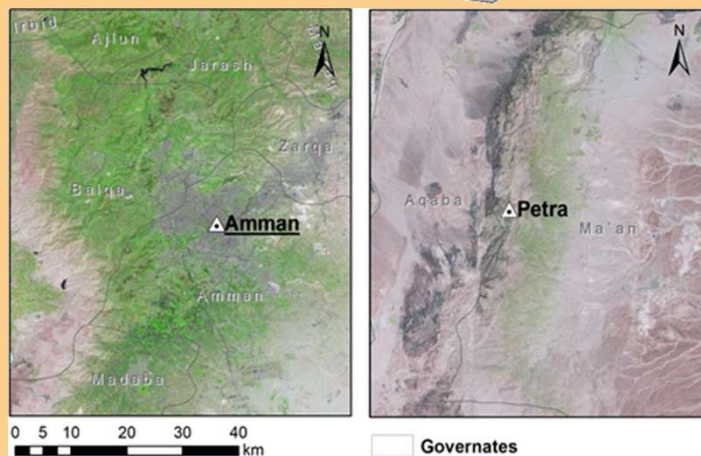 Irbid
Ajlun
Jarash
N
Zarqa
Balqa
Amman
Amman
Madaba
N
Aqaba
Petra
Ma'an
0 5 10 20 30 40
km
Governates